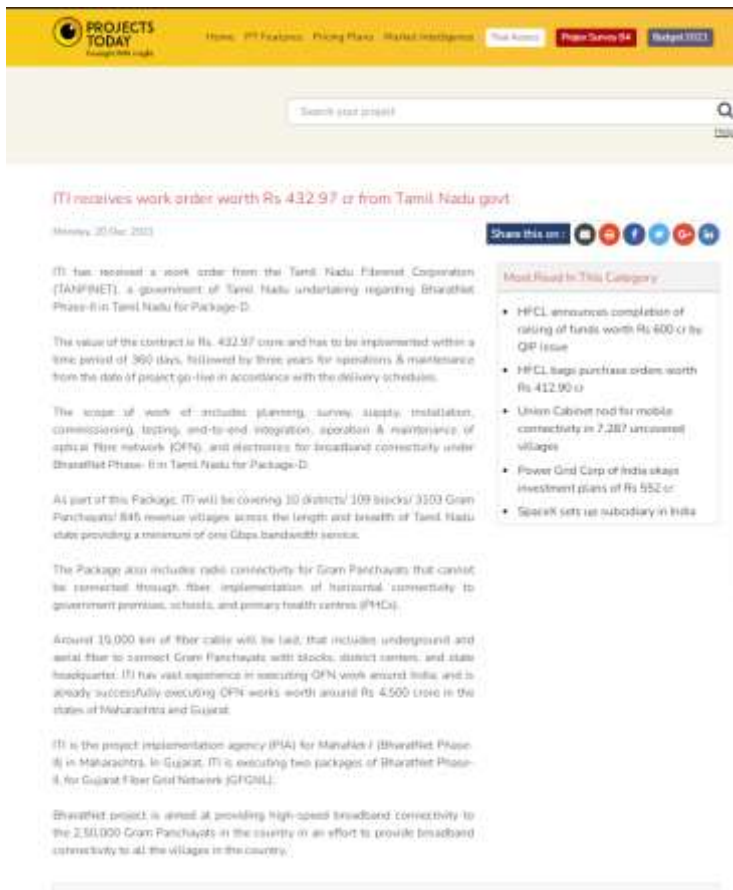 PROJECTS
TODAY
Home PT Features Pricing Plans Market Intelligence Trial Access Project Survey 84 Budget 2021
Search your project
Help
ITI receives work order worth Rs 432.97 cr from Tamil Nadu govt
Monday, 20 Dec, 2021
Share this on :
ITI has received a work order from the Tamil Nadu Fibrenet Corporation
(TANFINET), a government of Tamil Nadu undertaking regarding BharatNet
Phase-II in Tamil Nadu for Package-D.
The value of the contract is Rs. 432.97 crore and has to be implemented within a
time period of 360 days, followed by three years for operations & maintenance
from the date of project go-live in accordance with the delivery schedules.
The scope of work of includes planning, survey, supply, installation,
commissioning, testing, end-to-end integration, operation & maintenance of
optical fibre network (OFN), and electronics for broadband connectivity under
BharatNet Phase- II in Tamil Nadu for Package-D.
As part of this Package, ITI will be covering 10 districts/ 109 blocks/ 3103 Gram
Panchayats/ 845 revenue villages across the length and breadth of Tamil Nadu
state providing a minimum of one Gbps bandwidth service.
The Package also includes radio connectivity for Gram Panchayats that cannot
be connected through fiber, implementation of horizontal connectivity to
government premises, schools, and primary health centres (PHCs).
Around 15,000 km of fiber cable will be laid, that includes underground and
aerial fiber to connect Gram Panchayats with blocks, district centers, and state
headquarter. ITI has vast experience in executing OFN work around India, and is
already successfully executing OFN works worth around Rs 4,500 crore in the
states of Maharashtra and Gujarat.
ITI is the project implementation agency (PIA) for MahaNet-I (BharatNet Phase-
II) in Maharashtra. In Gujarat, ITI is executing two packages of BharatNet Phase-
II, for Gujarat Fiber Grid Network (GFGNL).
BharatNet project is aimed at providing high-speed broadband connectivity to
the 2,50,000 Gram Panchayats in the country in an effort to provide broadband
connectivity to all the villages in the country.
Most Read In This Category
HFCL announces completion of
raising of funds worth Rs 600 cr by
QIP issue
HFCL bags purchase orders worth
Rs 412.90 cr
Union Cabinet nod for mobile
connectivity in 7,287 uncovered
villages
Power Grid Corp of India okays
investment plans of Rs 552 cr
SpaceX sets up subsidiary in India